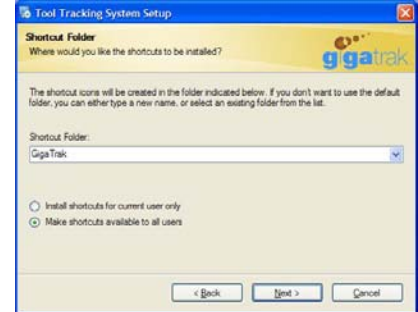 Tool Tracking System Setup
Shortcut Folder
Where would you like the shortcuts to be installed?
gigatrak
The shortcut icons will be created in the folder indicated below. If you don't want to use the default
folder, you can either type a new name, or select an existing folder from the list.
Shortcut Folder:
GigaTrak
Install shortcuts for current user only
Make shortcuts available to all users
< Back
Next >
Cancel